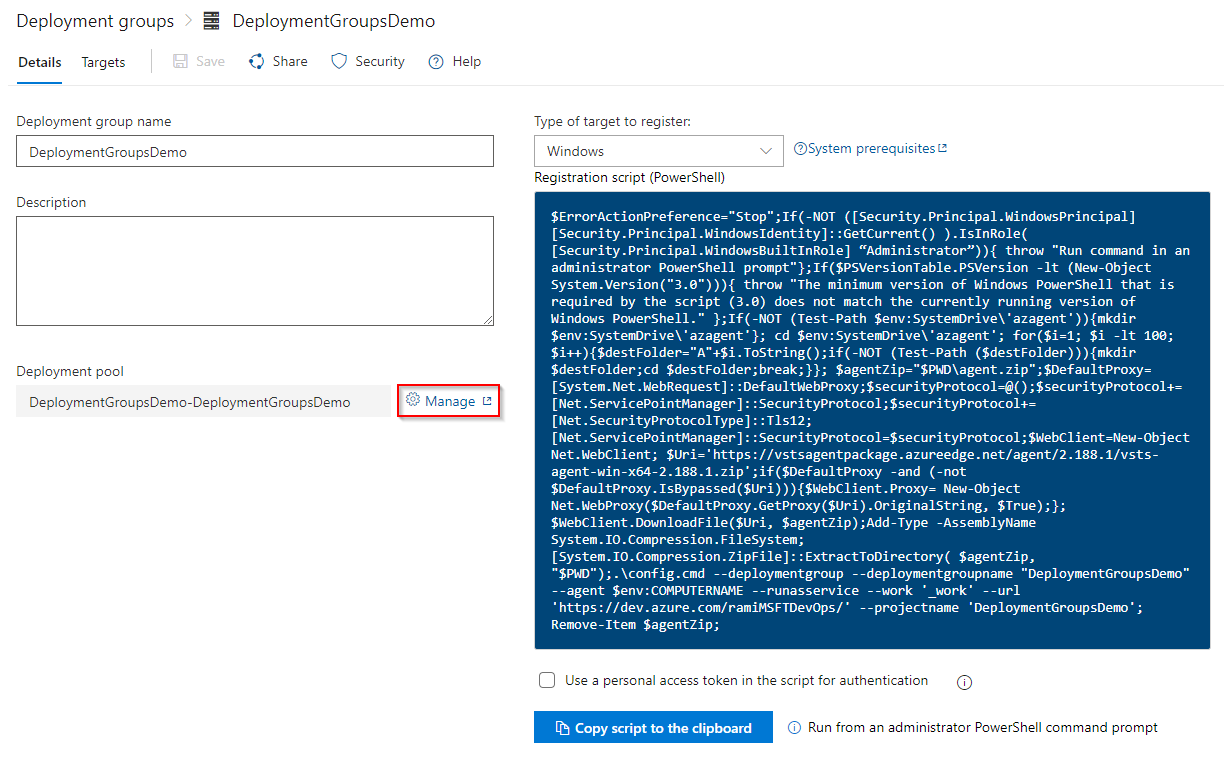 Deployment groups > DeploymentGroupsDemo
Details Targets Save Share Security Help
Deployment group name
DeploymentGroupsDemo
Description
Deployment pool
DeploymentGroupsDemo-DeploymentGroupsDemo Manage
Type of target to register:
Windows System prerequisites
Registration script (PowerShell)
$ErrorActionPreference="Stop";If(-NOT ([Security.Principal.WindowsPrincipal]
[Security.Principal.WindowsIdentity]::GetCurrent() ).IsInRole(
[Security.Principal.WindowsBuiltInRole] “Administrator”)){ throw "Run command in an
administrator PowerShell prompt"};If($PSVersionTable.PSVersion -lt (New-Object
System.Version("3.0"))){ throw "The minimum version of Windows PowerShell that is
required by the script (3.0) does not match the currently running version of
Windows PowerShell." };If(-NOT (Test-Path $env:SystemDrive\'azagent')){mkdir
$env:SystemDrive\'azagent'}; cd $env:SystemDrive\'azagent'; for($i=1; $i -lt 100;
$i++){$destFolder="A"+$i.ToString();if(-NOT (Test-Path ($destFolder))){mkdir
$destFolder;cd $destFolder;break;}}; $agentZip="$PWD\agent.zip";$DefaultProxy=
[System.Net.WebRequest]::DefaultWebProxy;$securityProtocol=@();$securityProtocol+=
[Net.ServicePointManager]::SecurityProtocol;$securityProtocol+=
[Net.SecurityProtocolType]::Tls12;
[Net.ServicePointManager]::SecurityProtocol=$securityProtocol;$WebClient=New-Object
Net.WebClient; $Uri='https://vstsagentpackage.azureedge.net/agent/2.188.1/vsts-
agent-win-x64-2.188.1.zip';if($DefaultProxy -and (-not
$DefaultProxy.IsBypassed($Uri))){$WebClient.Proxy= New-Object
Net.WebProxy($DefaultProxy.GetProxy($Uri).OriginalString, $True);};
$WebClient.DownloadFile($Uri, $agentZip);Add-Type -AssemblyName
System.IO.Compression.FileSystem;
[System.IO.Compression.ZipFile]::ExtractToDirectory( $agentZip,
"$PWD");.\config.cmd --deploymentgroup --deploymentgroupname "DeploymentGroupsDemo"
--agent $env:COMPUTERNAME --runasservice --work '_work' --url
'https://dev.azure.com/ramiMSFTDevOps/' --projectname 'DeploymentGroupsDemo';
Remove-Item $agentZip;
Use a personal access token in the script for authentication
Copy script to the clipboard Run from an administrator PowerShell command prompt